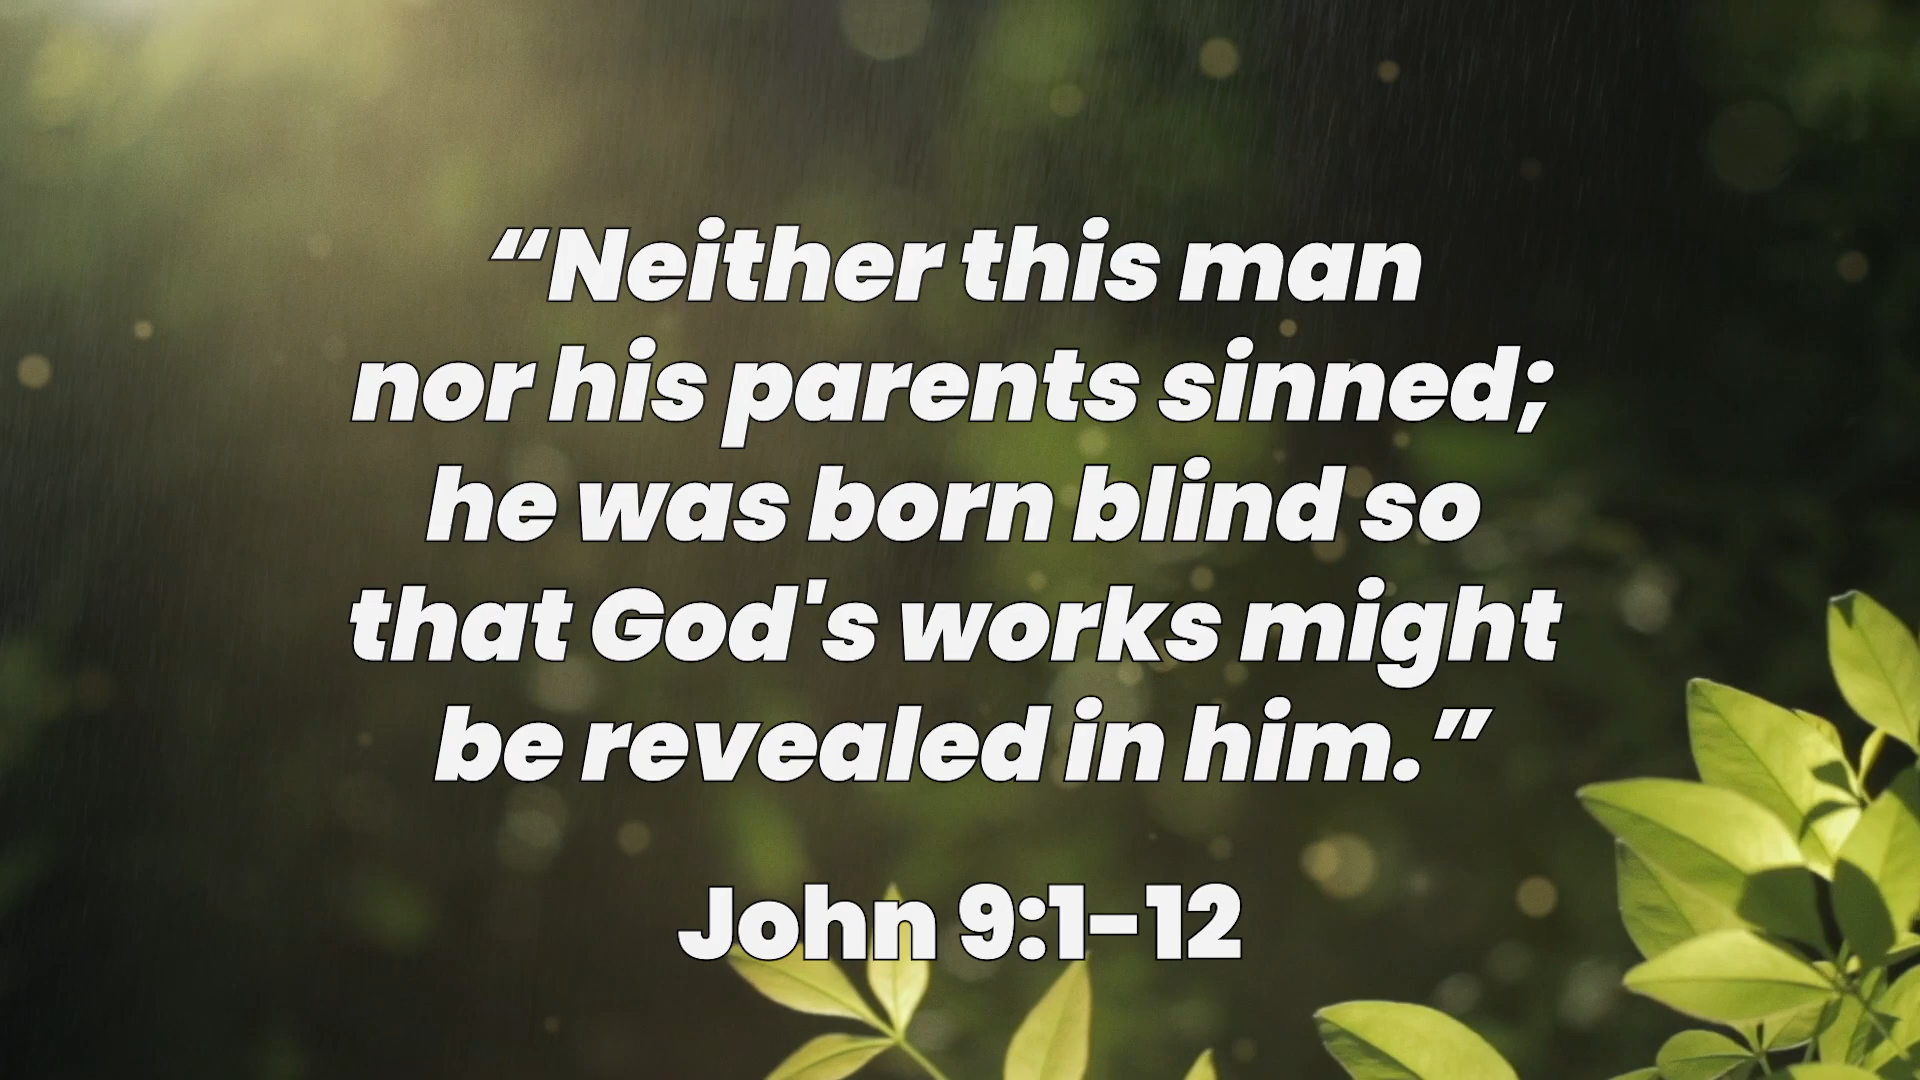 “Neither this man
nor his parents sinned;
he was born blind so
that God's works might
be revealed in him.”
John 9:1-12